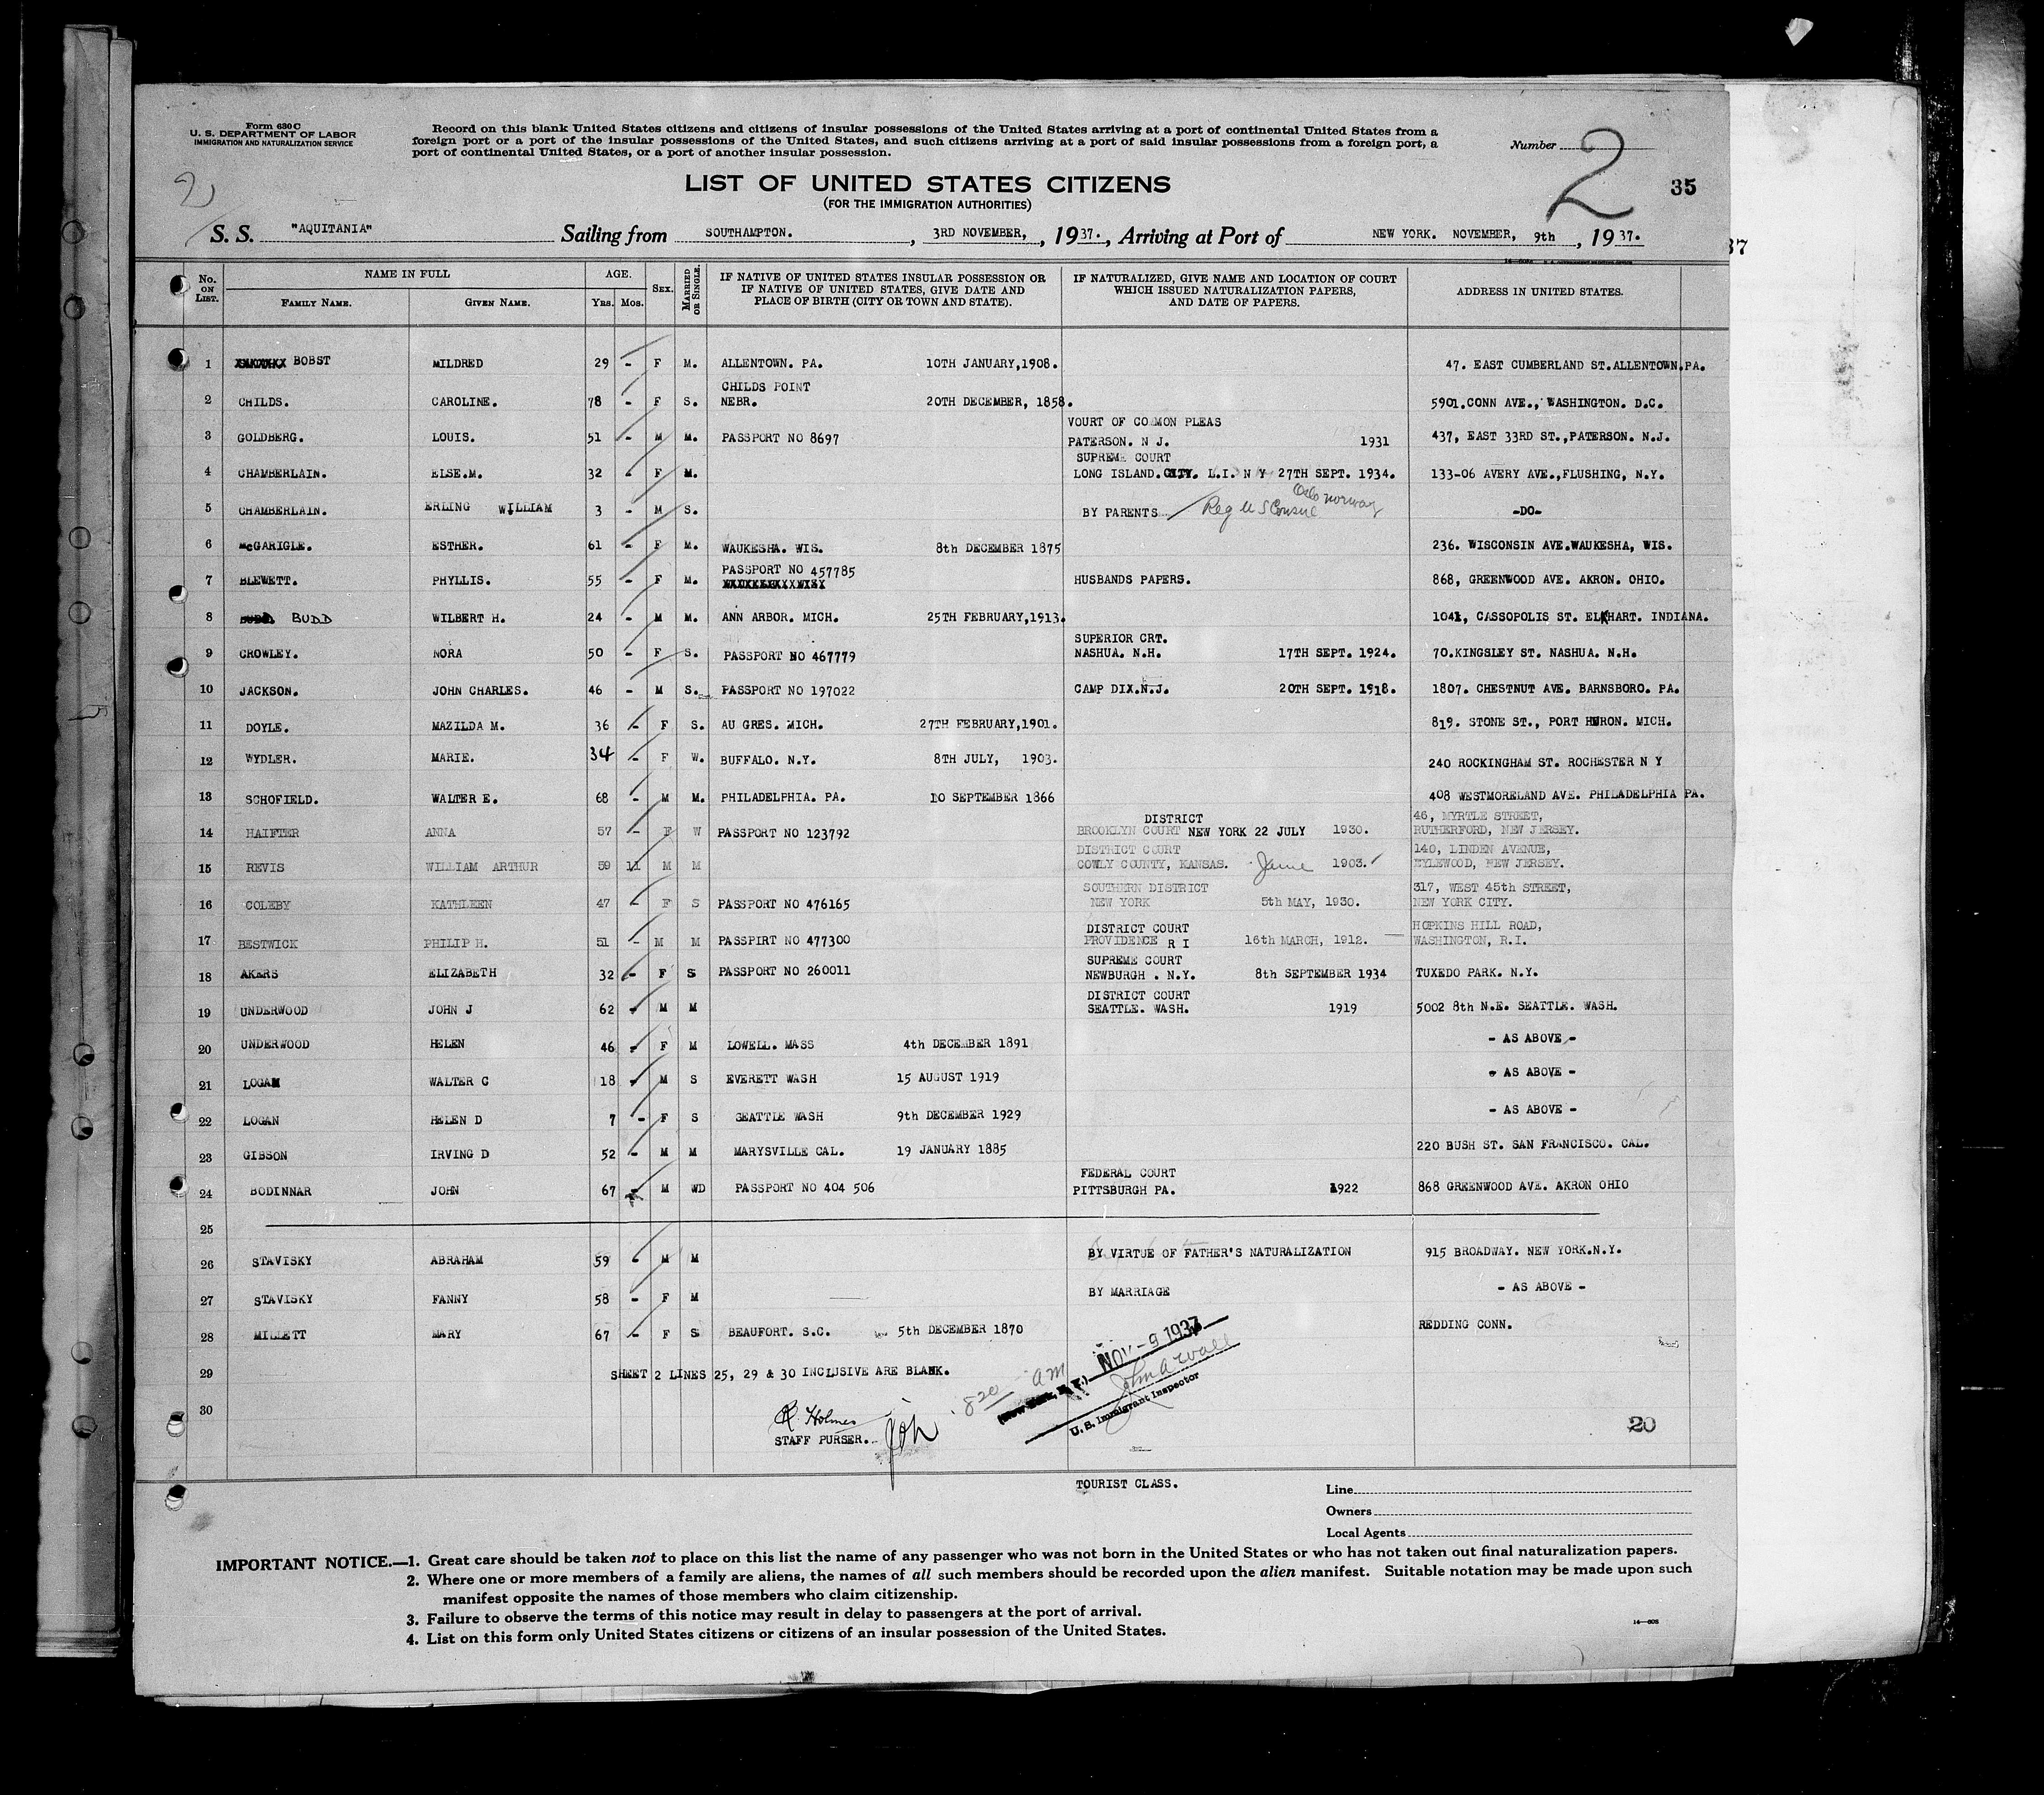 Form 630 C
U. S. DEPARTMENT OF LABOR
IMMIGRATION AND NATURALIZATION SERVICE
Record on this blank United States citizens and citizens of insular possessions of the United States arriving at a port of continental United States from a
foreign port or a port of the insular possessions of the United States, and such citizens arriving at a port of said insular possessions from a foreign port, a
port of continental United States, or a port of another insular possession.
Number 2
35
2
LIST OF UNITED STATES CITIZENS
(FOR THE IMMIGRATION AUTHORITIES)
S. S. "AQUITANIA" Sailing from SOUTHAMPTON. , 3RD NOVEMBER, , 1937. , Arriving at Port of NEW YORK. NOVEMBER, 9th , 1937.
37
No. ON LIST. NAME IN FULL FAMILY NAME. GIVEN NAME. AGE. YRS. MOS. SEX. MARRIED OR SINGLE. IF NATIVE OF UNITED STATES INSULAR POSSESSION OR IF NATIVE OF UNITED STATES, GIVE DATE AND PLACE OF BIRTH (CITY OR TOWN AND STATE). IF NATURALIZED, GIVE NAME AND LOCATION OF COURT WHICH ISSUED NATURALIZATION PAPERS, AND DATE OF PAPERS. ADDRESS IN UNITED STATES.
1 BOBST MILDRED 29 - F M. ALLENTOWN. PA. 10TH JANUARY,1908. 47. EAST CUMBERLAND ST.ALLENTOWN.PA.
CHILDS POINT
2 CHILDS. CAROLINE. 78 - F S. NEBR. 20TH DECEMBER, 1858. 5901.CONN AVE., WASHINGTON. D.C.
VOURT OF COMMON PLEAS
3 GOLDBERG. LOUIS. 51 - M M. PASSPORT NO 8697 PATERSON. N J. 1931 437, EAST 33RD ST.,PATERSON. N.J.
SUPREME COURT
4 CHAMBERLAIN. ELSE.M. 32 - F M. LONG ISLAND.CITY. L.I. N Y 27TH SEPT. 1934. 133-06 AVERY AVE.,FLUSHING, N.Y.
5 CHAMBERLAIN. ERLING WILLIAM 3 - M S. BY PARENTS Reg U S Consul Oslo Norway -DO-
6 McGARIGLE. ESTHER. 61 - F M. WAUKESHA. WIS. 8th DECEMBER 1875 236. WISCONSIN AVE.WAUKESHA, WIS.
PASSPORT NO 457785
7 BLEWETT. PHYLLIS. 55 - F M. HUSBANDS PAPERS. 868, GREENWOOD AVE. AKRON. OHIO.
8 BUDD WILBERT H. 24 - M M. ANN ARBOR. MICH. 25TH FEBRUARY,1913. 1041, CASSOPOLIS ST. ELKHART. INDIANA.
SUPERIOR CRT.
9 CROWLEY. NORA 50 - F S. PASSPORT NO 467779 NASHUA. N.H. 17TH SEPT. 1924. 70.KINGSLEY ST. NASHUA. N.H.
10 JACKSON. JOHN CHARLES. 46 - M S. PASSPORT NO 197022 CAMP DIX.N.J. 20TH SEPT. 1918. 1807. CHESTNUT AVE. BARNSBORO. PA.
11 DOYLE. MAZILDA M. 36 - F S. AU GRES. MICH. 27TH FEBRUARY,1901. 819. STONE ST., PORT HURON. MICH.
12 WYDLER. MARIE. 34 - F W. BUFFALO. N.Y. 8TH JULY, 1903. 240 ROCKINGHAM ST. ROCHESTER N Y
13 SCHOFIELD. WALTER E. 68 - M M. PHILADELPHIA. PA. 10 SEPTEMBER 1866 408 WESTMORELAND AVE. PHILADELPHIA PA.
DISTRICT 46, MYRTLE STREET,
14 HAIFTER ANNA 57 - F W PASSPORT NO 123792 BROOKLYN COURT NEW YORK 22 JULY 1930. RUTHERFORD, NEW JERSEY.
DISTRICT COURT 140, LINDEN AVENUE,
15 REVIS WILLIAM ARTHUR 59 11 M M COWLY COUNTY, KANSAS. June 1903. WYLEWOOD, NEW JERSEY.
SOUTHERN DISTRICT 317, WEST 45th STREET,
16 COLEBY KATHLEEN 47 - F S PASSPORT NO 476165 NEW YORK 5th MAY, 1930. NEW YORK CITY.
DISTRICT COURT HOPKINS HILL ROAD,
17 BESTWICK PHILIP H. 51 - M M PASSPIRT NO 477300 PROVIDENCE R I 16th MARCH, 1912. WASHINGTON, R.I.
SUPREME COURT
18 AKERS ELIZABETH 32 - F S PASSPORT NO 260011 NEWBURGH . N.Y. 8th SEPTEMBER 1934 TUXEDO PARK. N.Y.
DISTRICT COURT
19 UNDERWOOD JOHN J 62 - M M SEATTLE. WASH. 1919 5002 8th N.E. SEATTLE. WASH.
20 UNDERWOOD HELEN 46 - F M LOWELL. MASS 4th DECEMBER 1891 - AS ABOVE -
21 LOGAN WALTER C 18 - M S EVERETT WASH 15 AUGUST 1919 - AS ABOVE -
22 LOGAN HELEN D 7 - F S SEATTLE WASH 9th DECEMBER 1929 - AS ABOVE -
23 GIBSON IRVING D 52 - M M MARYSVILLE CAL. 19 JANUARY 1885 220 BUSH ST. SAN FRANCISCO. CAL.
FEDERAL COURT
24 BODINNAR JOHN 67 - M WD PASSPORT NO 404 506 PITTSBURGH PA. 1922 868 GREENWOOD AVE. AKRON OHIO
25
26 STAVISKY ABRAHAM 59 - M M BY VIRTUE OF FATHER'S NATURALIZATION 915 BROADWAY. NEW YORK.N.Y.
27 STAVISKY FANNY 58 - F M BY MARRIAGE - AS ABOVE -
28 MILLETT MARY 67 - F S BEAUFORT. S.C. 5th DECEMBER 1870 REDDING CONN.
29 SHEET 2 LINES 25, 29 & 30 INCLUSIVE ARE BLANK.
30
R Holmes
STAFF PURSER.
820 AM
NOV - 9 1937
(New York, N. Y.)
U. S. Immigrant Inspector
20
TOURIST CLASS.
Line
Owners
Local Agents
IMPORTANT NOTICE.—1. Great care should be taken not to place on this list the name of any passenger who was not born in the United States or who has not taken out final naturalization papers.
2. Where one or more members of a family are aliens, the names of all such members should be recorded upon the alien manifest. Suitable notation may be made upon such
manifest opposite the names of those members who claim citizenship.
3. Failure to observe the terms of this notice may result in delay to passengers at the port of arrival.
4. List on this form only United States citizens or citizens of an insular possession of the United States.
14—608